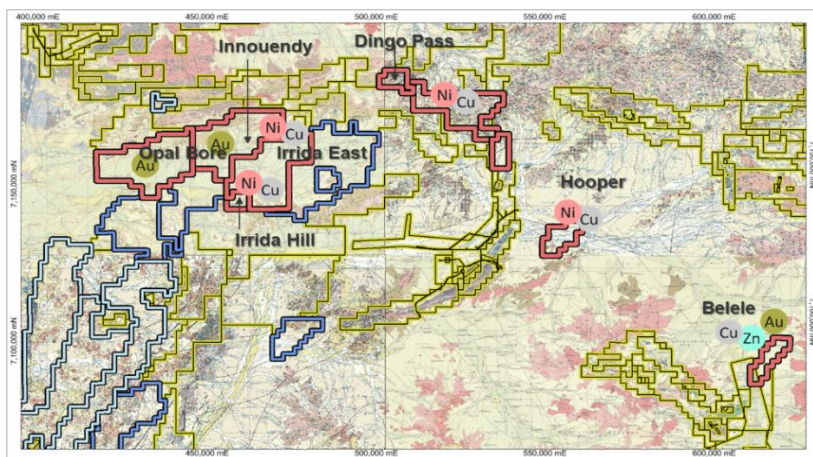 400,000 mE
450,000 mE
500,000 mE
550,000 mE
600,000 mE
Innouendy
Dingo Pass
Ni
Cu
Ni
Cu
Au
Opal Bore
Irrida East
Au
7,150,000 mN
Hooper
Ni
Cu
Ni
Cu
Irrida Hill
Belele
Au
Cu
Zn
7,100,000 mN
450,000 mE
500,000 mE
550,000 mE
600,000 mE